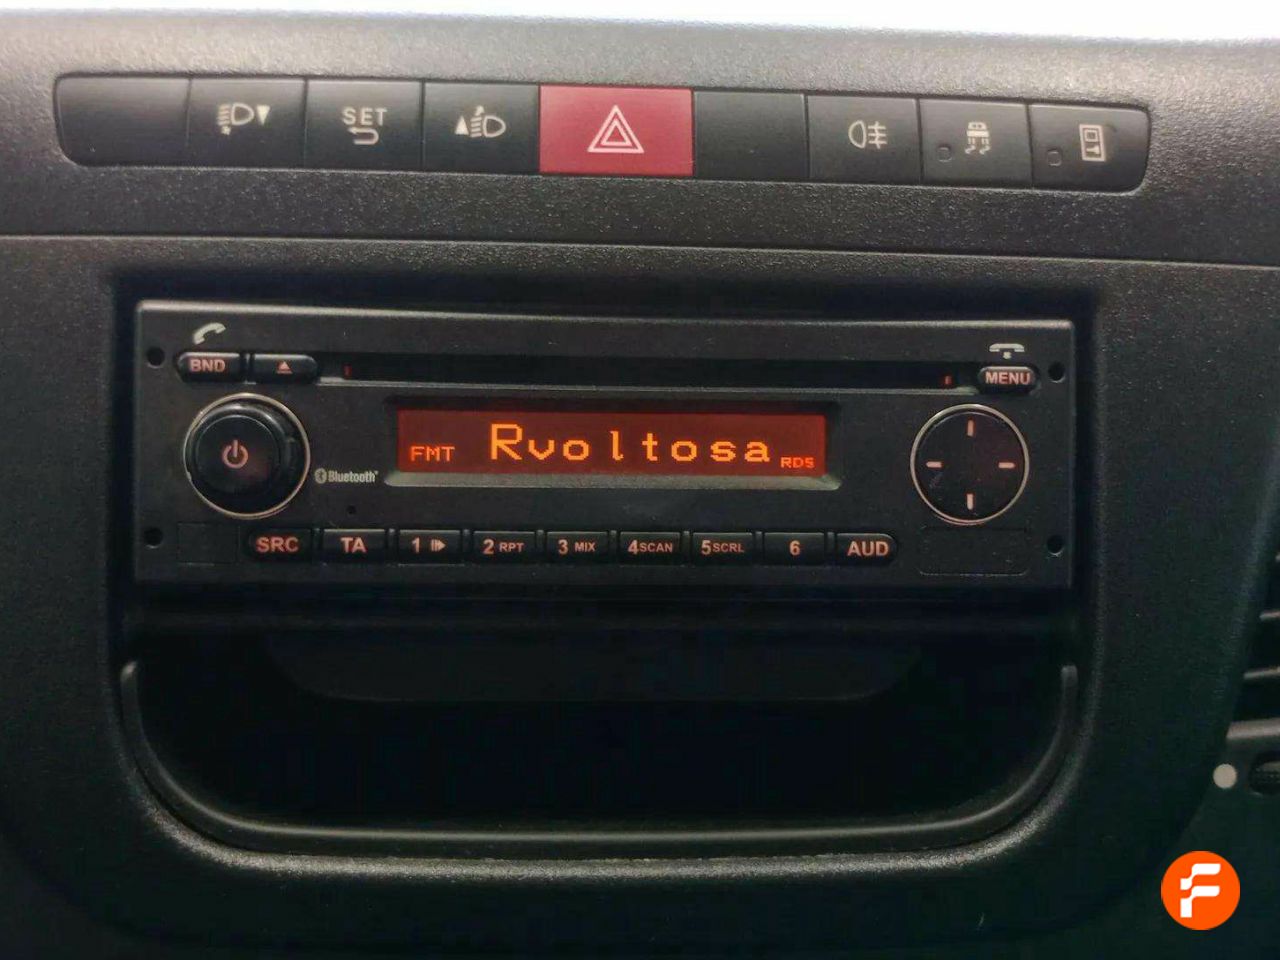 SET
BND
MENU
FMT Rvoltosa RDS
Bluetooth
SRC TA 1 2 RPT 3 MIX 4SCAN 5SCRL 6 AUD